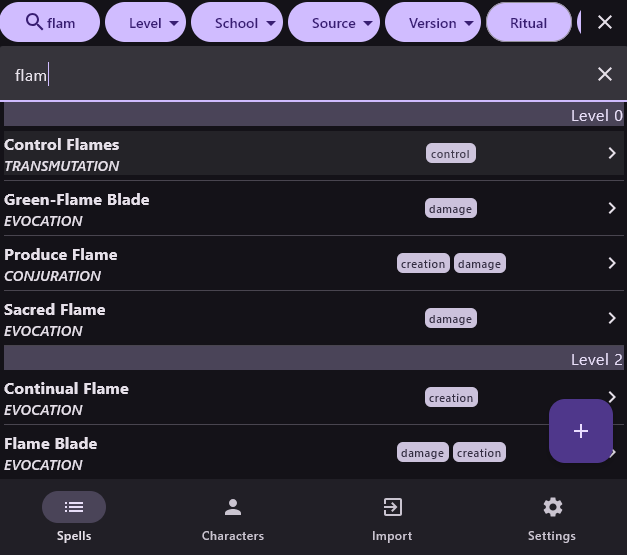 flam Level School Source Version Ritual
flam
Level 0
Control Flames
TRANSMUTATION
control
Green-Flame Blade
EVOCATION
damage
Produce Flame
CONJURATION
creation damage
Sacred Flame
EVOCATION
damage
Level 2
Continual Flame
EVOCATION
creation
Flame Blade
EVOCATION
damage creation
Spells Characters Import Settings